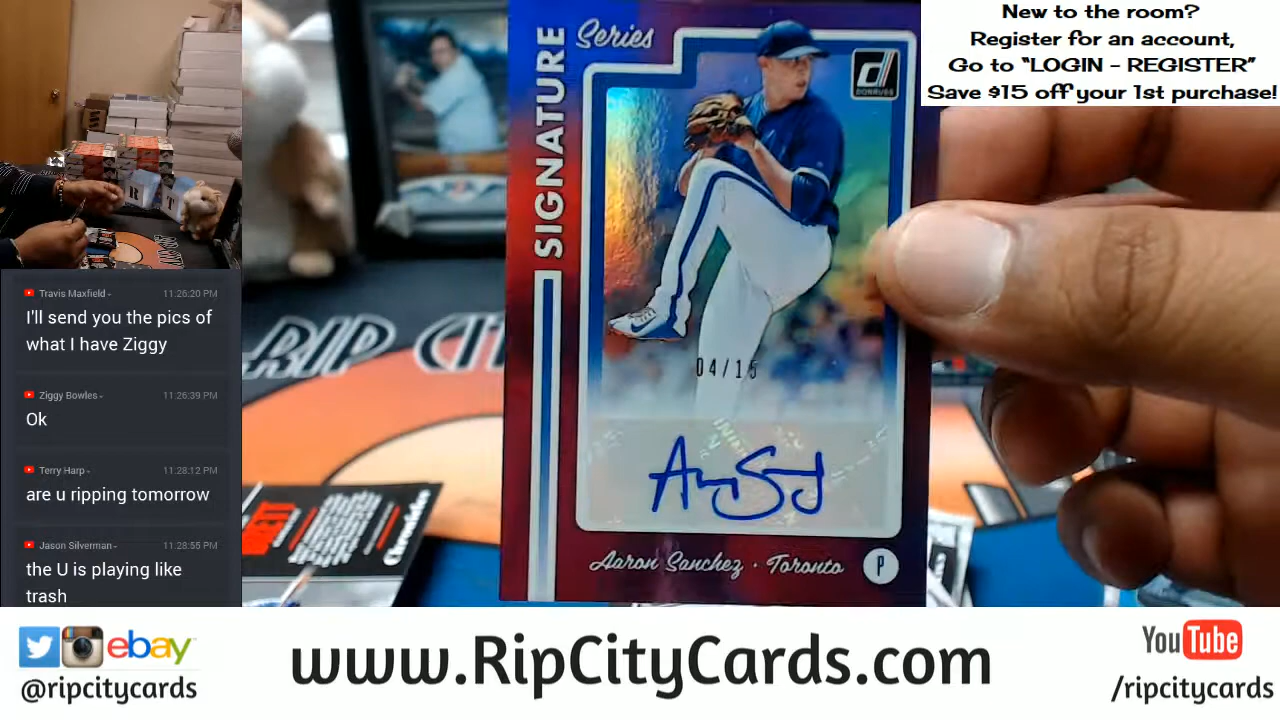 New to the room?
Register for an account,
Go to “LOGIN - REGISTER”
Save $15 off your 1st purchase!
SIGNATURE
Series
DONRUSS
04/15
Aaron Sanchez · Toronto
P
RIP
Chronicles
R T
Travis Maxfield - 11:26:20 PM
I'll send you the pics of
what I have Ziggy
Ziggy Bowles - 11:26:39 PM
Ok
Terry Harp - 11:28:12 PM
are u ripping tomorrow
Jason Silverman - 11:28:55 PM
the U is playing like
trash
ebay
@ripcitycards
www.RipCityCards.com
YouTube
/ripcitycards